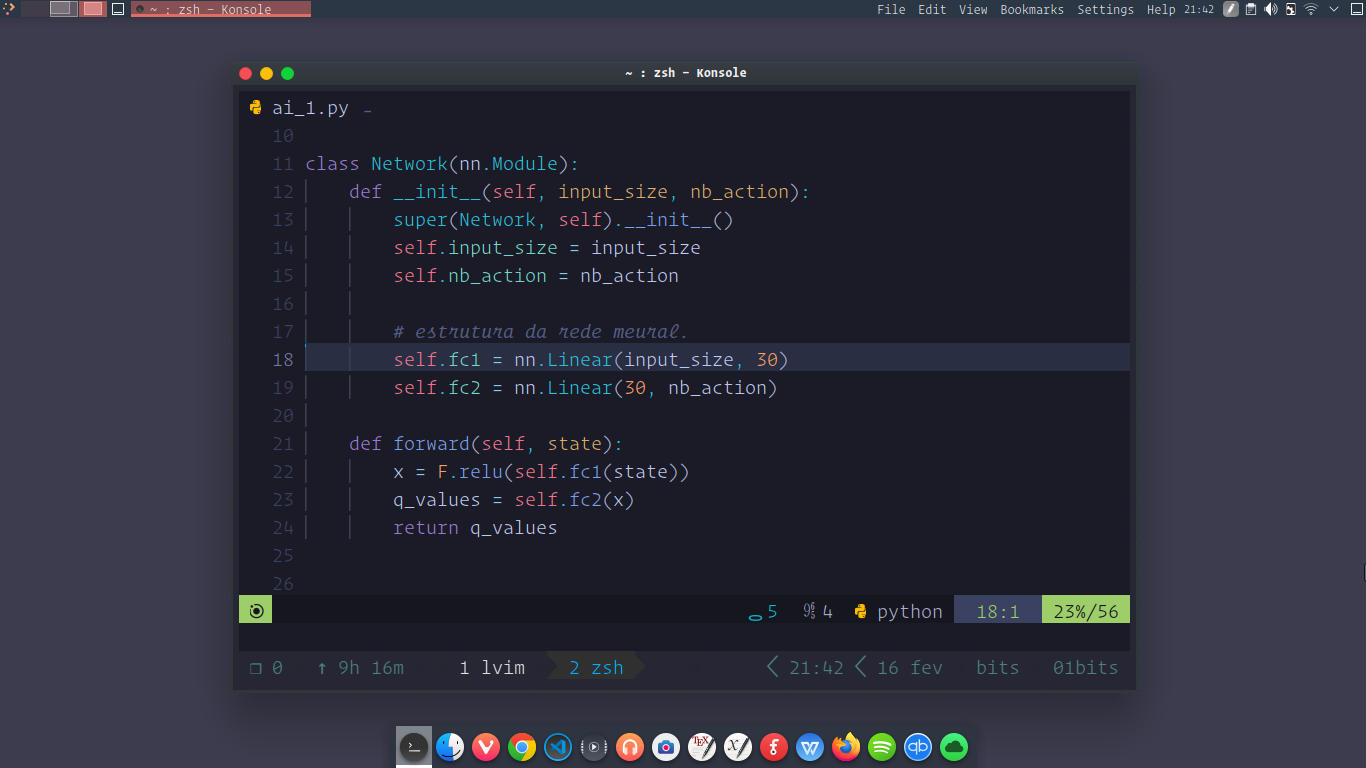 ~ : zsh - Konsole
File Edit View Bookmarks Settings Help 21:42
~ : zsh - Konsole
ai_1.py
10
11 class Network(nn.Module):
12 def __init__(self, input_size, nb_action):
13 super(Network, self).__init__()
14 self.input_size = input_size
15 self.nb_action = nb_action
16
17 # estrutura da rede meural.
18 self.fc1 = nn.Linear(input_size, 30)
19 self.fc2 = nn.Linear(30, nb_action)
20
21 def forward(self, state):
22 x = F.relu(self.fc1(state))
23 q_values = self.fc2(x)
24 return q_values
25
26
5 4 python 18:1 23%/56
0 ↑ 9h 16m 1 lvim 2 zsh 21:42 16 fev bits 01bits